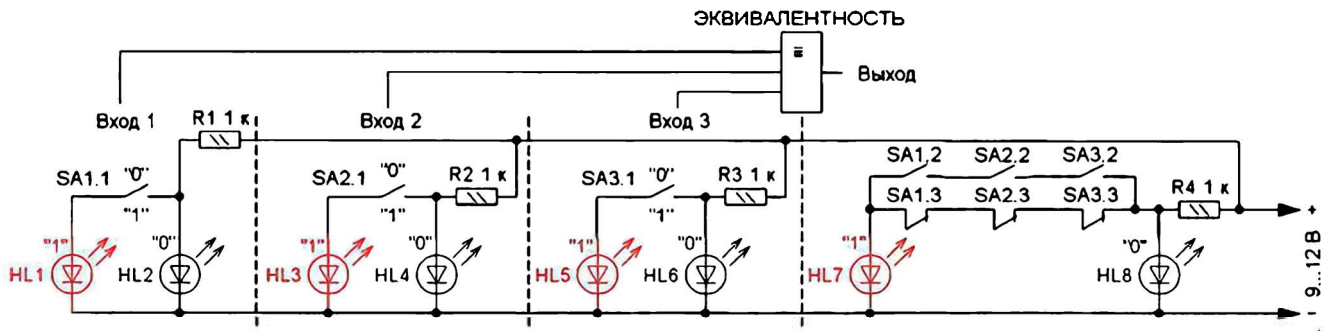 ЭКВИВАЛЕНТНОСТЬ
≡
Выход
Вход 1
R1 1 к
Вход 2
Вход 3
SA1.1
"0"
"1"
SA2.1
"0"
"1"
R2 1 к
SA3.1
"0"
"1"
R3 1 к
SA1.2
SA2.2
SA3.2
SA1.3
SA2.3
SA3.3
R4 1 к
+
"1"
HL1
"0"
HL2
"1"
HL3
"0"
HL4
"1"
HL5
"0"
HL6
"1"
HL7
"0"
HL8
9...12 В
-